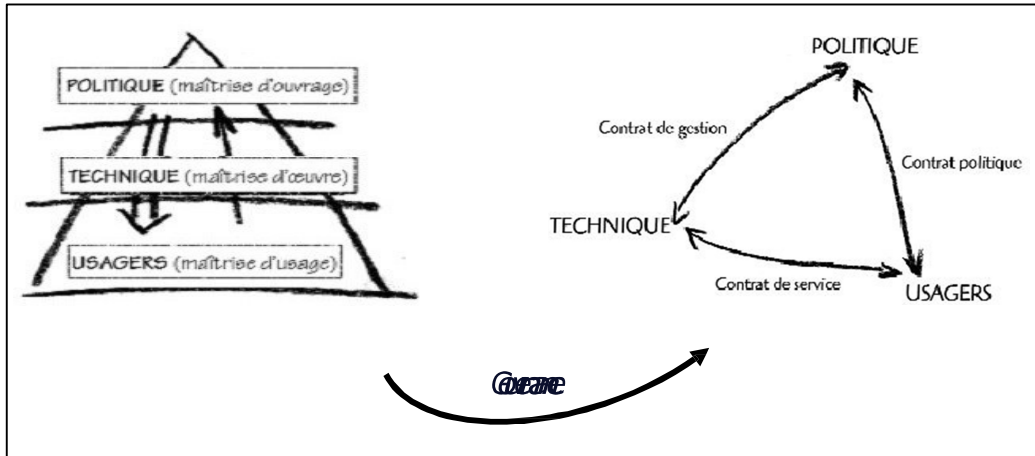 POLITIQUE (maîtrise d'ouvrage)
TECHNIQUE (maîtrise d'œuvre)
USAGERS (maîtrise d'usage)
POLITIQUE
Contrat de gestion
Contrat politique
TECHNIQUE
Contrat de service
USAGERS